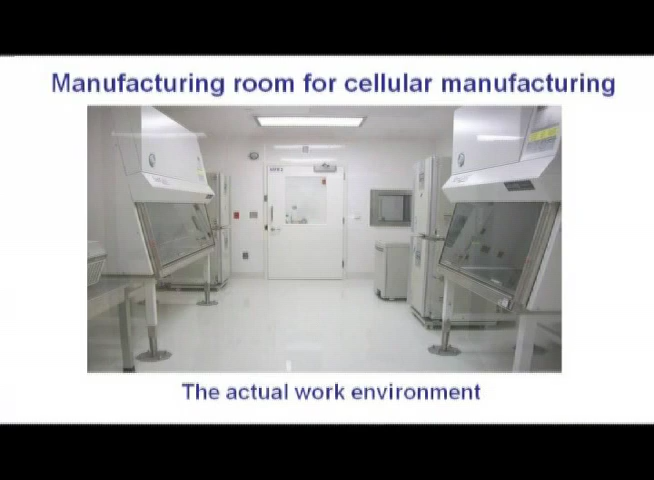 Manufacturing room for cellular manufacturing
The actual work environment